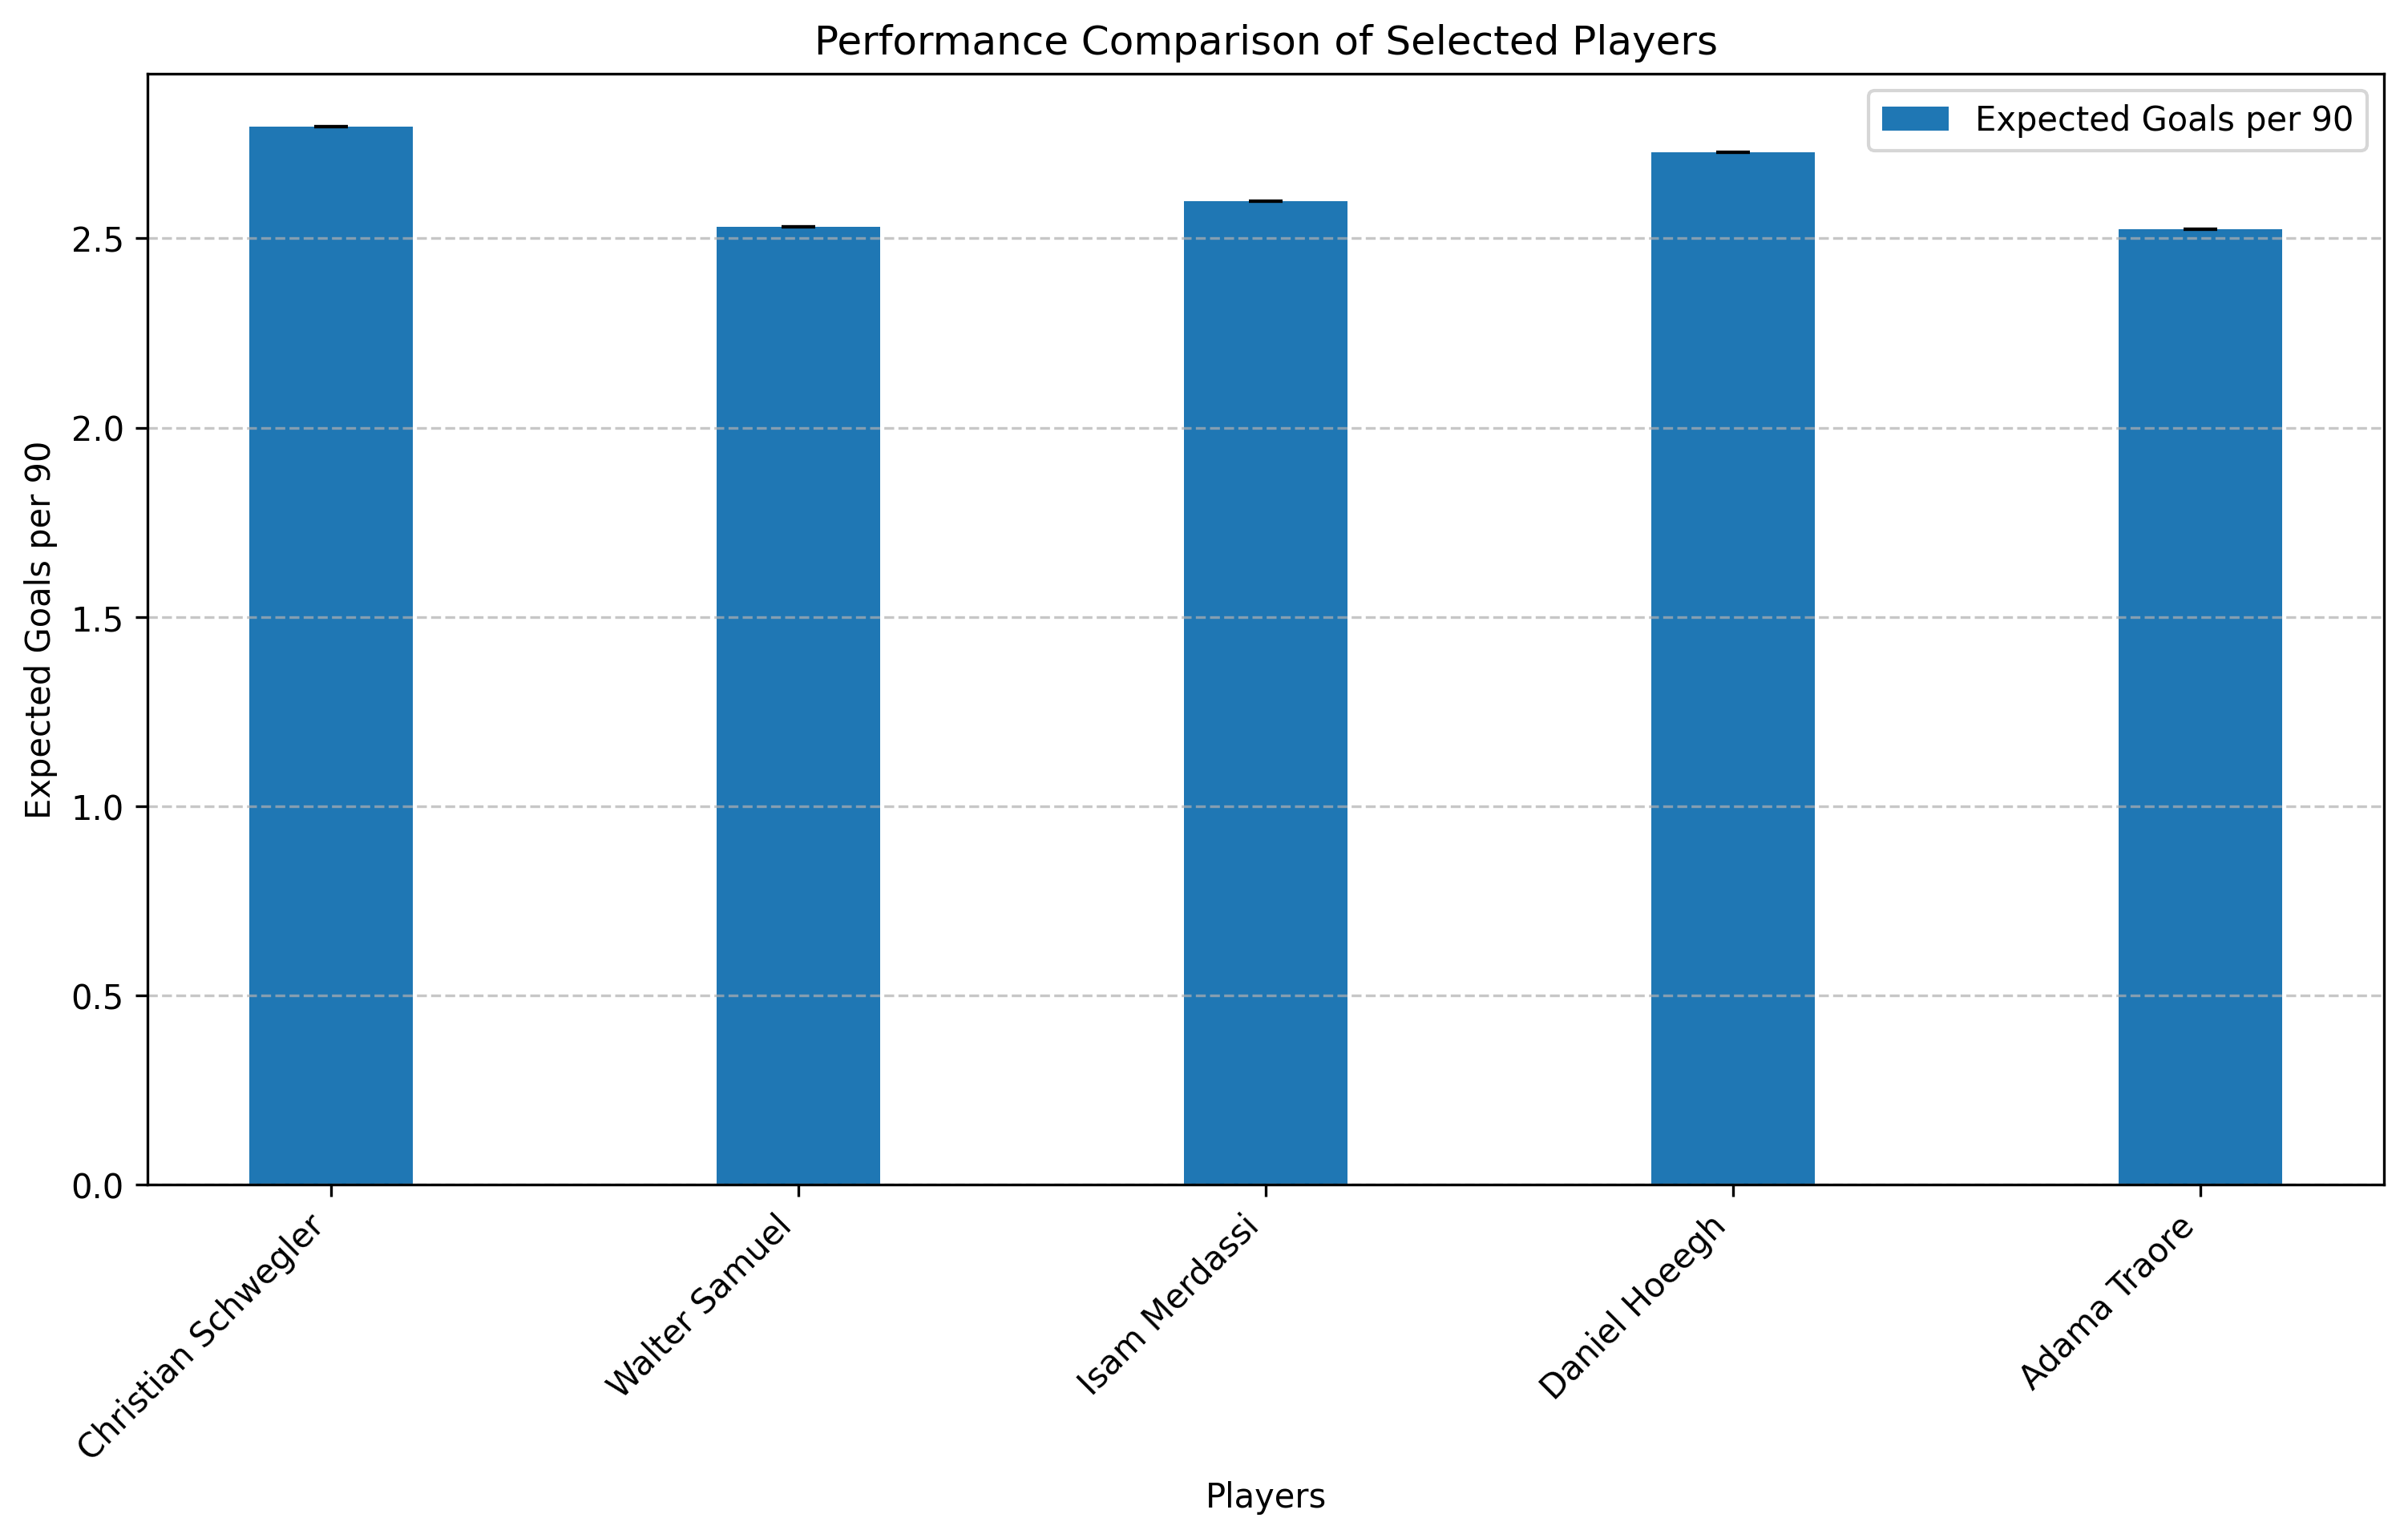 Performance Comparison of Selected Players
Expected Goals per 90
Expected Goals per 90
2.5
2.0
1.5
1.0
0.5
0.0
Christian Schwegler
Walter Samuel
Isam Merdassi
Daniel Hoeegh
Adama Traore
Players